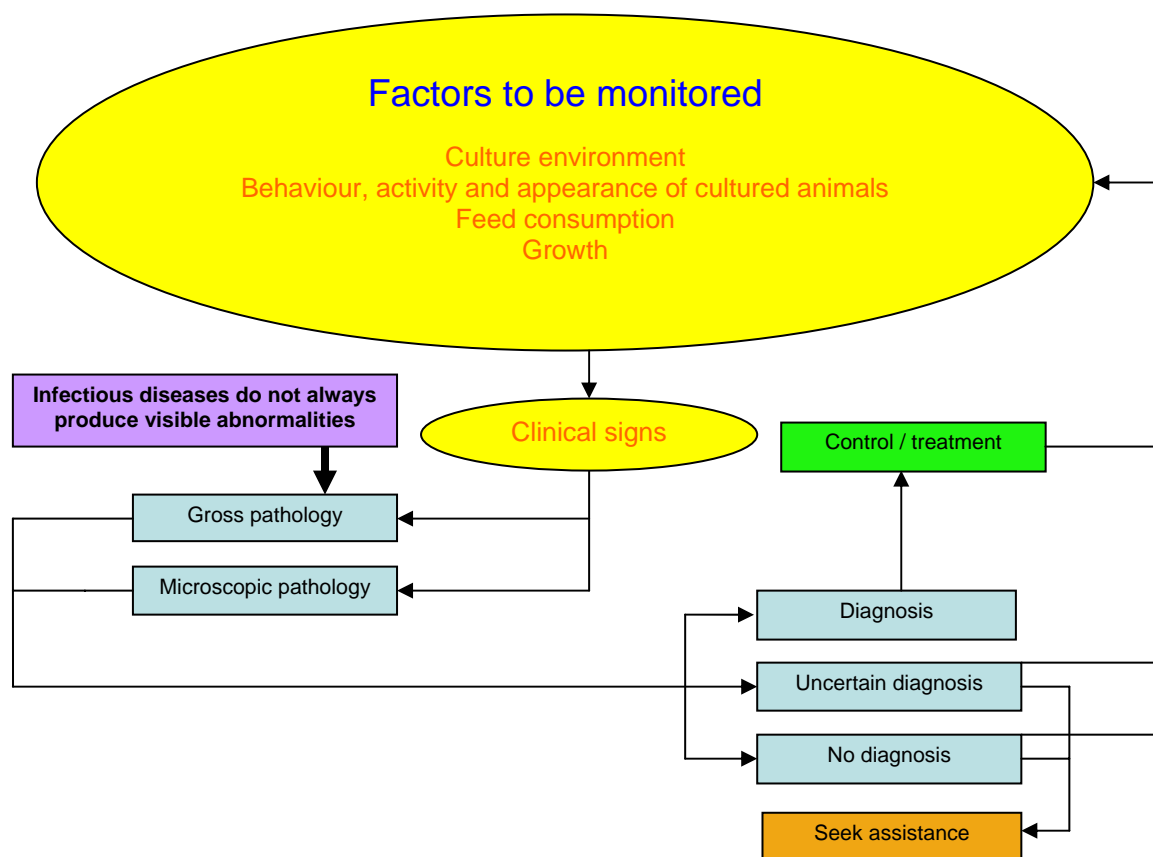 Factors to be monitored
Culture environment
Behaviour, activity and appearance of cultured animals
Feed consumption
Growth
Infectious diseases do not always
produce visible abnormalities
Clinical signs
Control / treatment
Gross pathology
Microscopic pathology
Diagnosis
Uncertain diagnosis
No diagnosis
Seek assistance